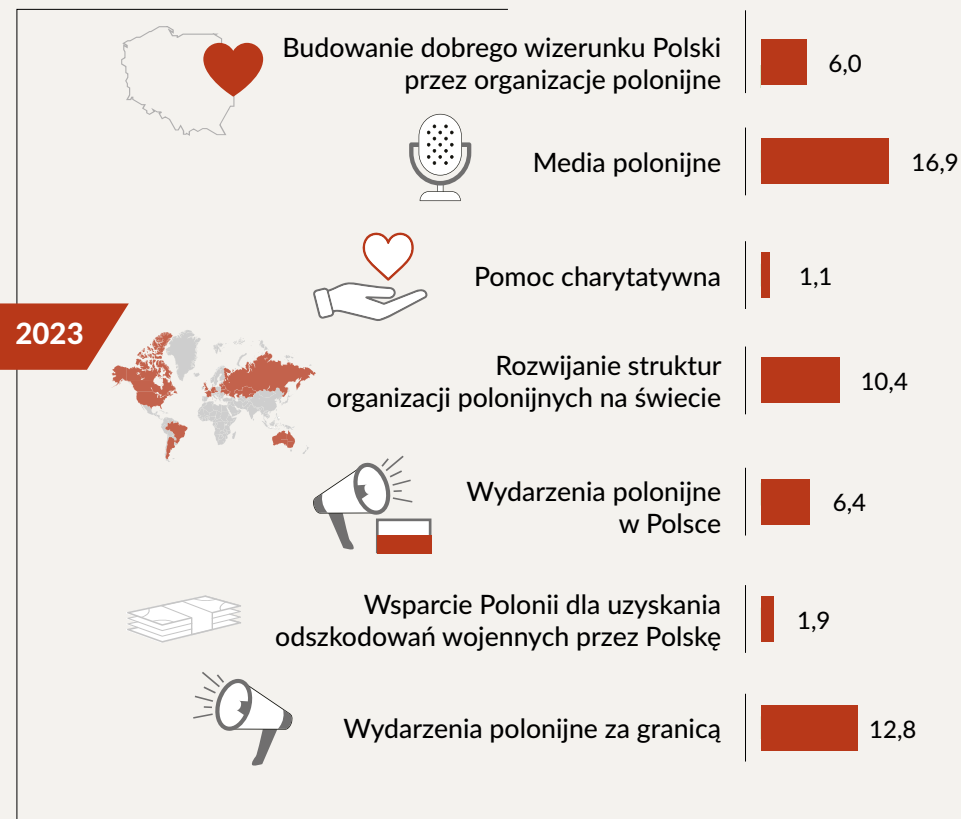 Budowanie dobrego wizerunku Polski
przez organizacje polonijne
6,0
Media polonijne
16,9
Pomoc charytatywna
1,1
2023
Rozwijanie struktur
organizacji polonijnych na świecie
10,4
Wydarzenia polonijne
w Polsce
6,4
Wsparcie Polonii dla uzyskania
odszkodowań wojennych przez Polskę
1,9
Wydarzenia polonijne za granicą
12,8